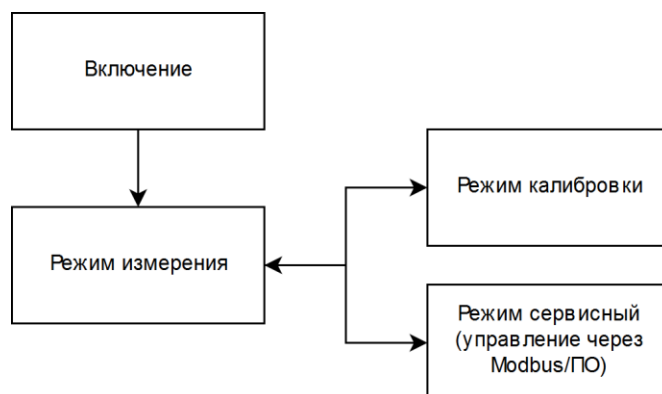 Включение
Режим калибровки
Режим измерения
Режим сервисный
(управление через
Modbus/ПО)